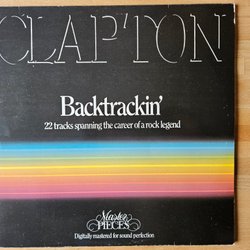 CLAPTON
Backtrackin'
22 tracks spanning the career of a rock legend
Master
PIECES
Digitally mastered for sound perfection